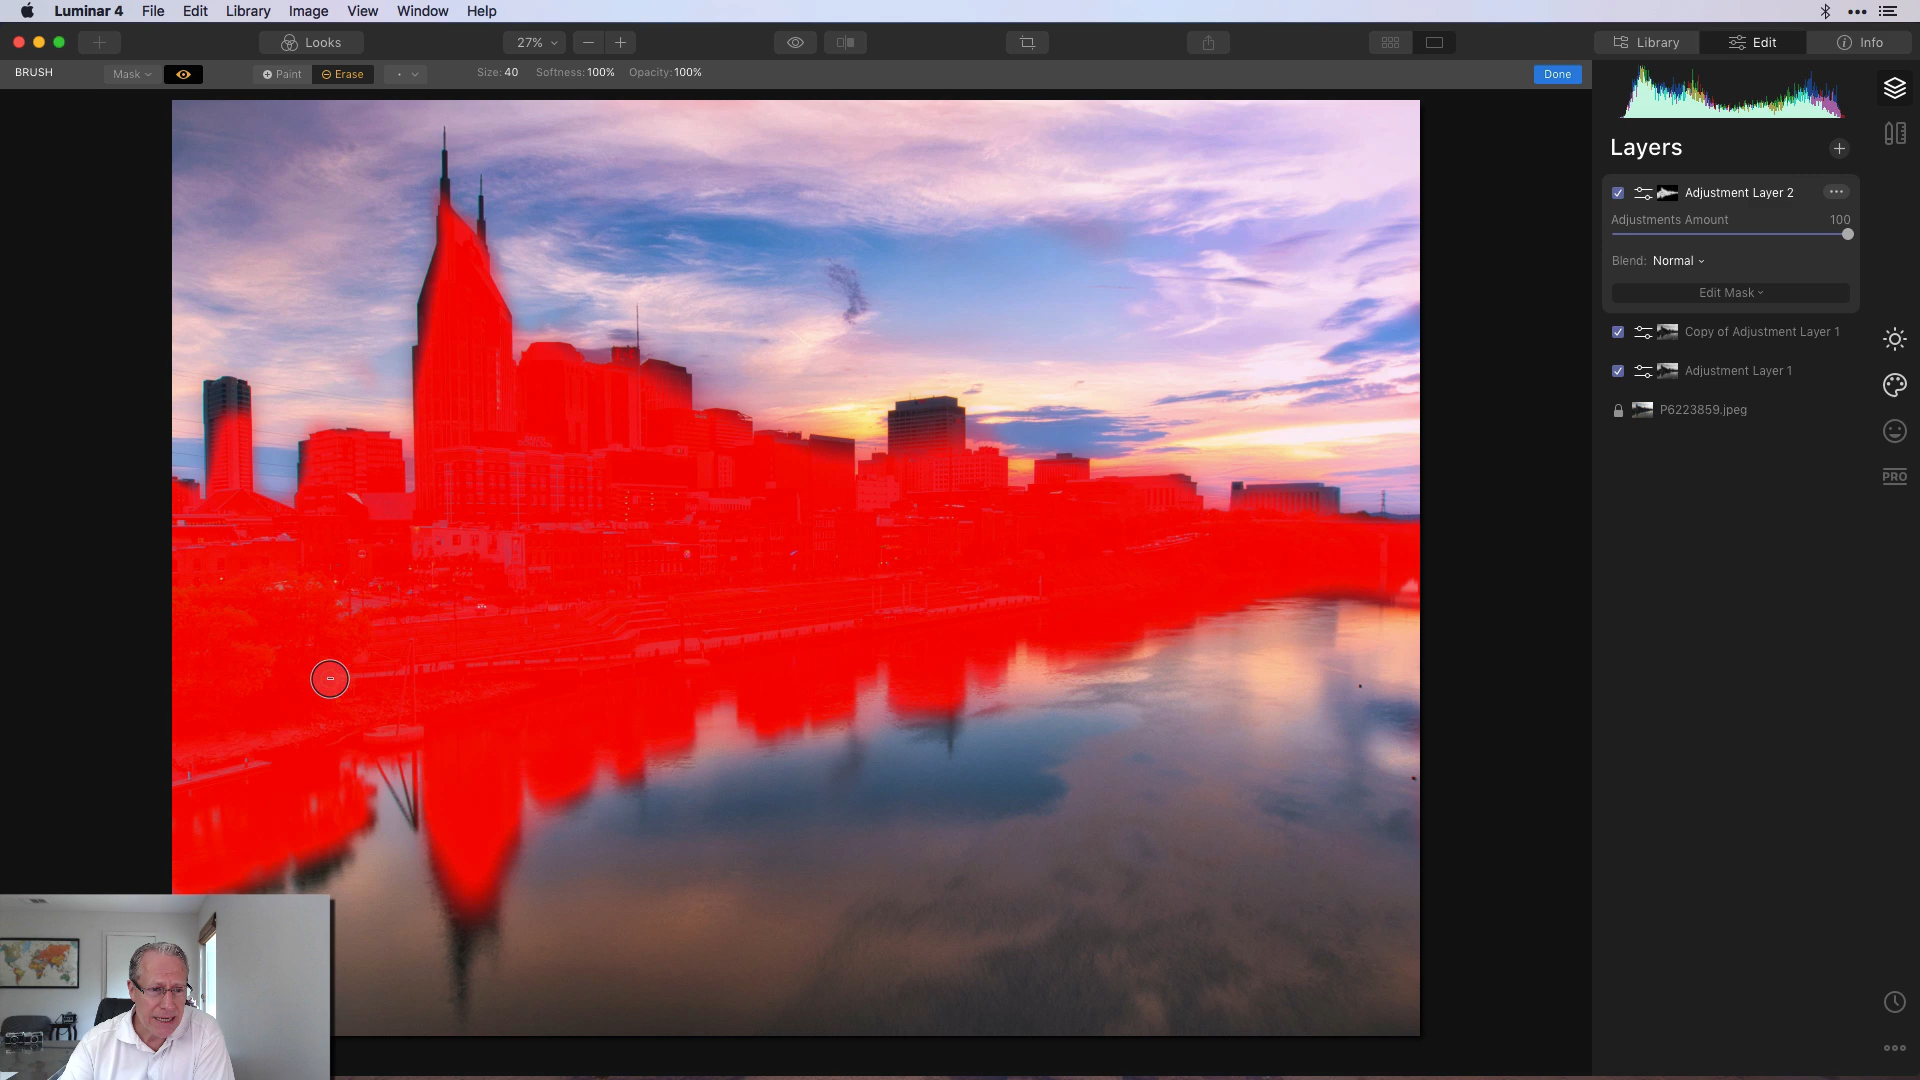 Luminar 4 File Edit Library Image View Window Help
Looks 27% Library Edit Info
BRUSH Mask Paint Erase Size: 40 Softness: 100% Opacity: 100% Done
Layers
Adjustment Layer 2
Adjustments Amount 100
Blend: Normal
Edit Mask
Copy of Adjustment Layer 1
Adjustment Layer 1
P6223859.jpeg
PRO